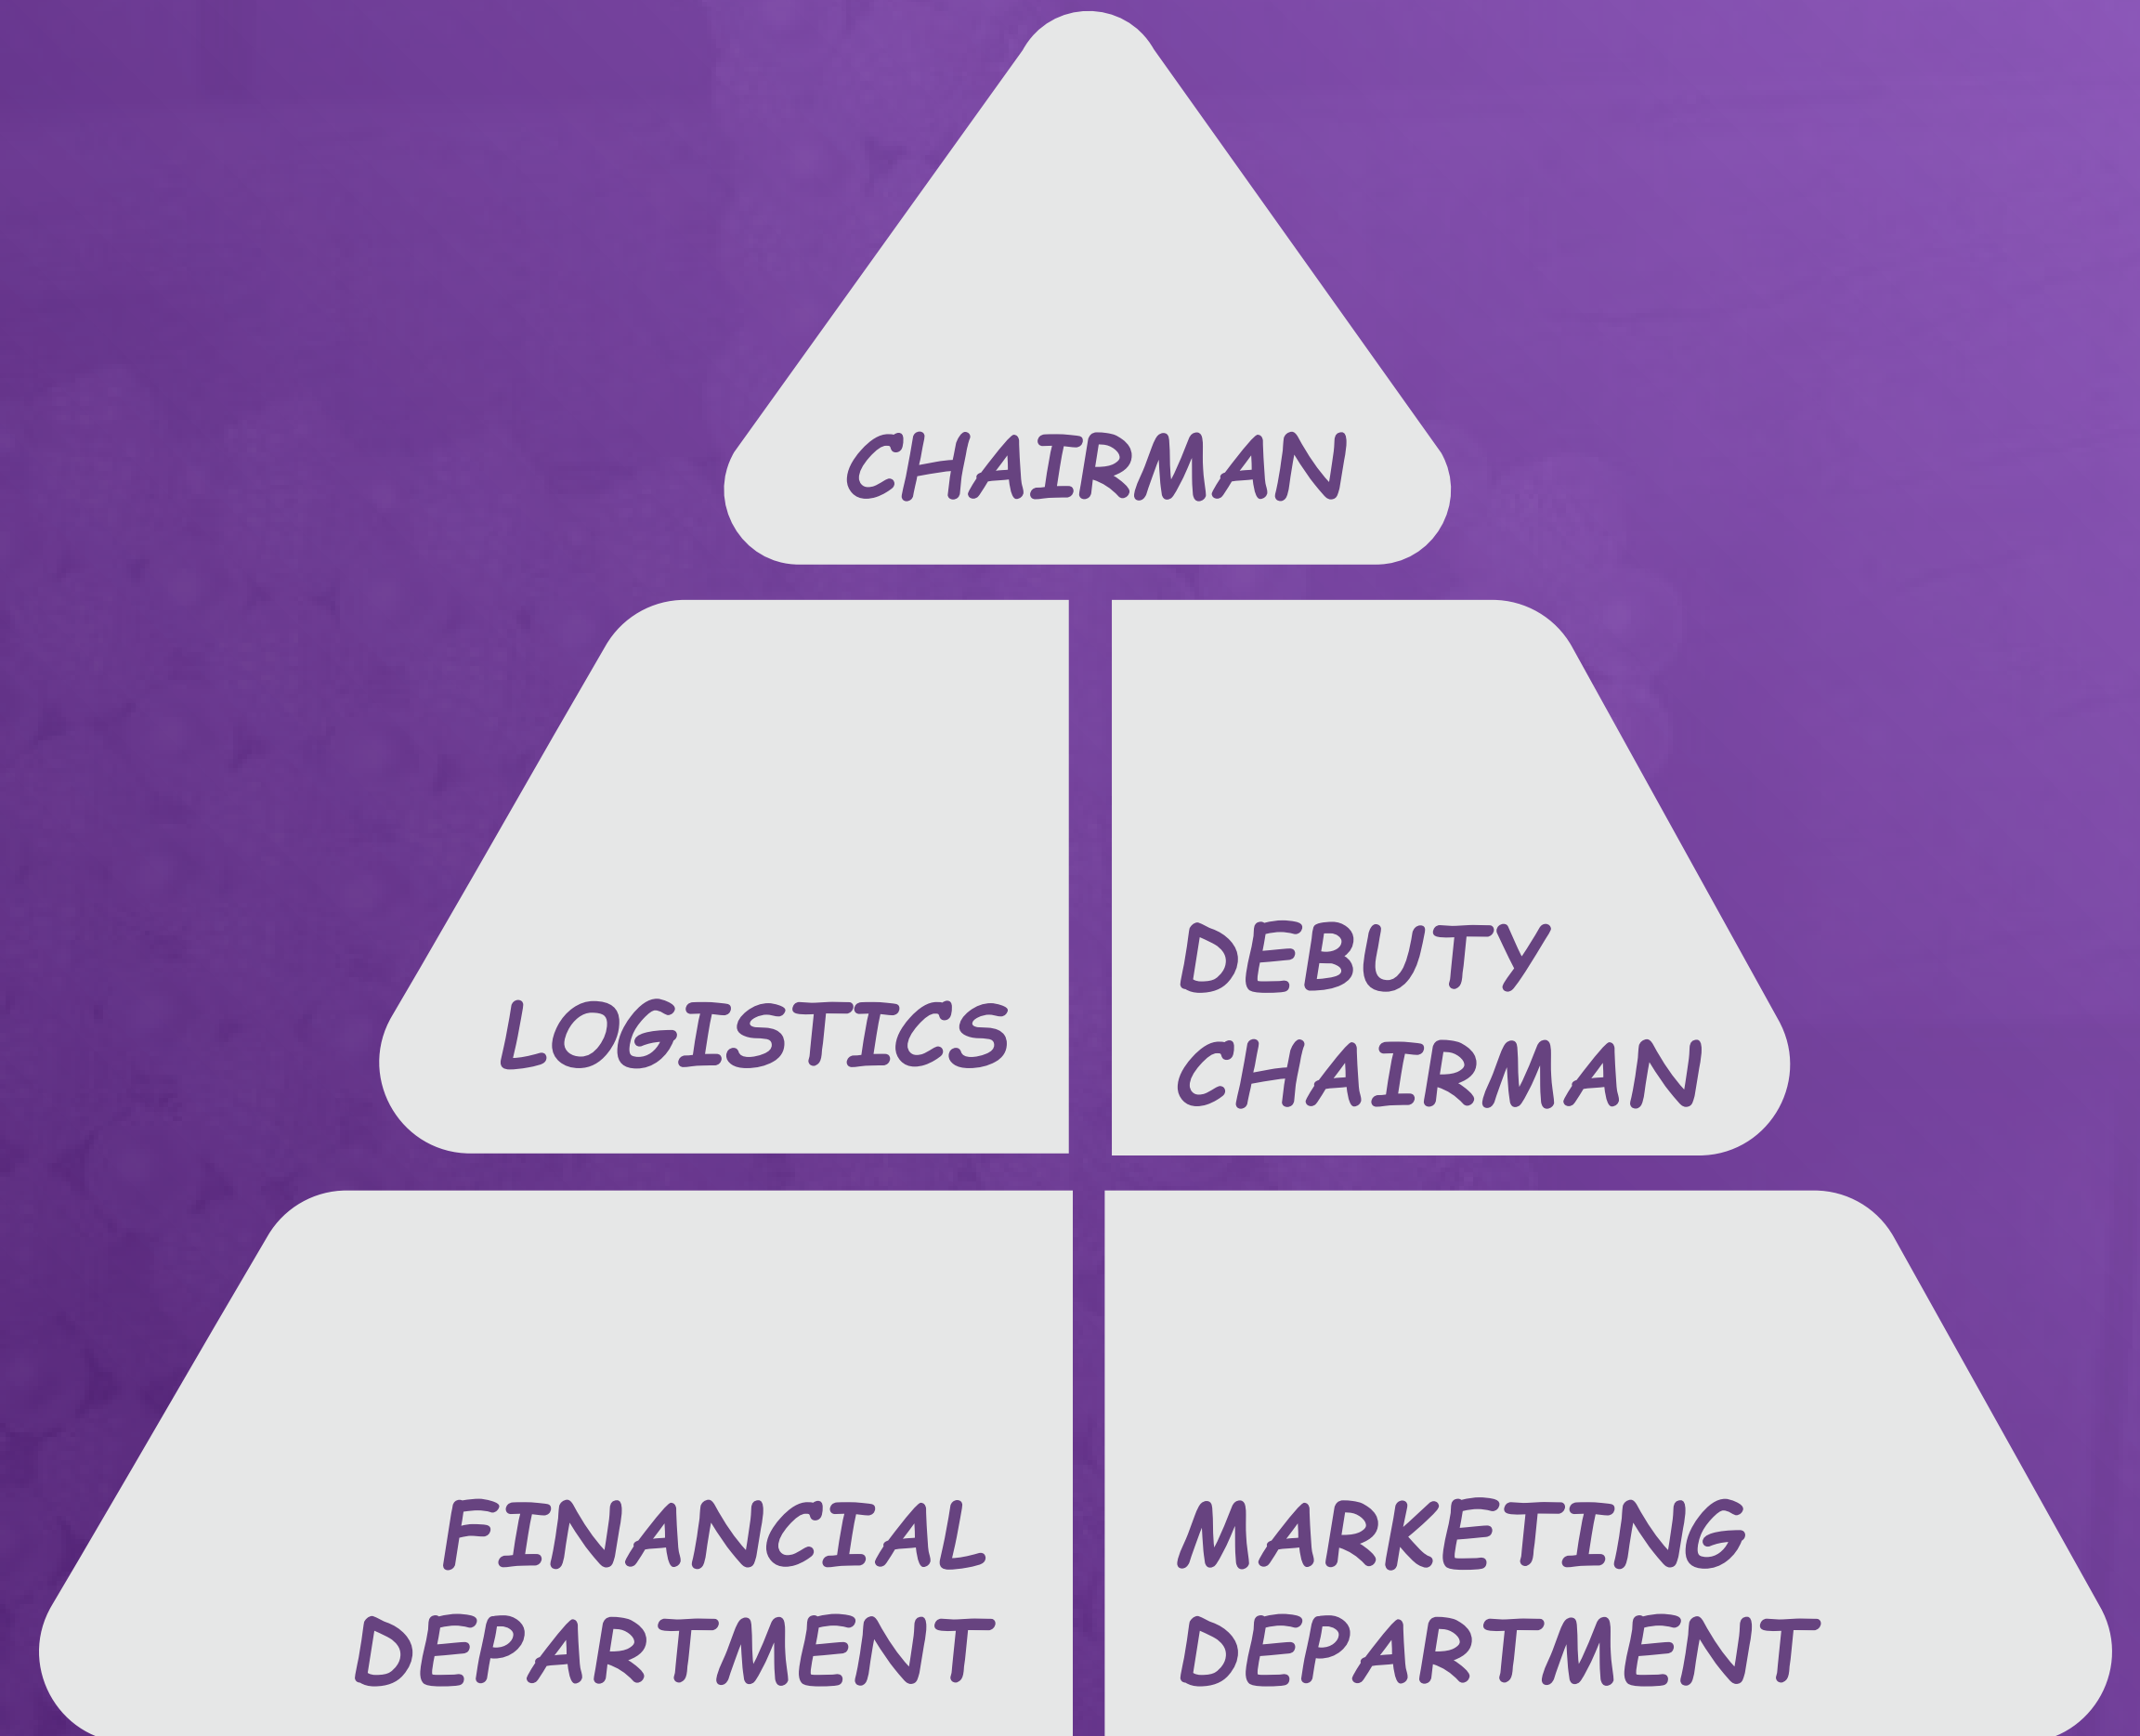 CHAIRMAN
LOGISTICS
DEBUTY
CHAIRMAN
FINANCIAL
DEPARTMENT
MARKETING
DEPARTMENT